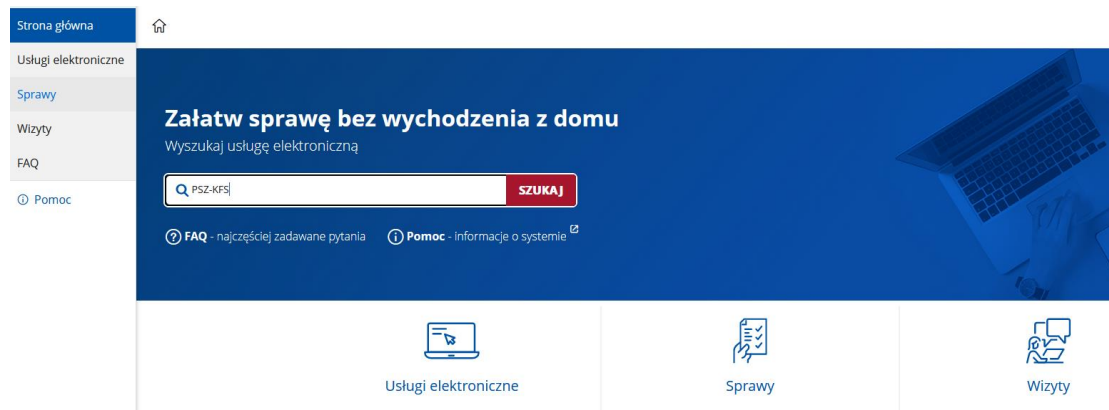 Strona główna
Usługi elektroniczne
Sprawy
Wizyty
FAQ
Pomoc
Załatw sprawę bez wychodzenia z domu
Wyszukaj usługę elektroniczną
PSZ-KFS
SZUKAJ
FAQ - najczęściej zadawane pytania Pomoc - informacje o systemie
Usługi elektroniczne Sprawy Wizyty